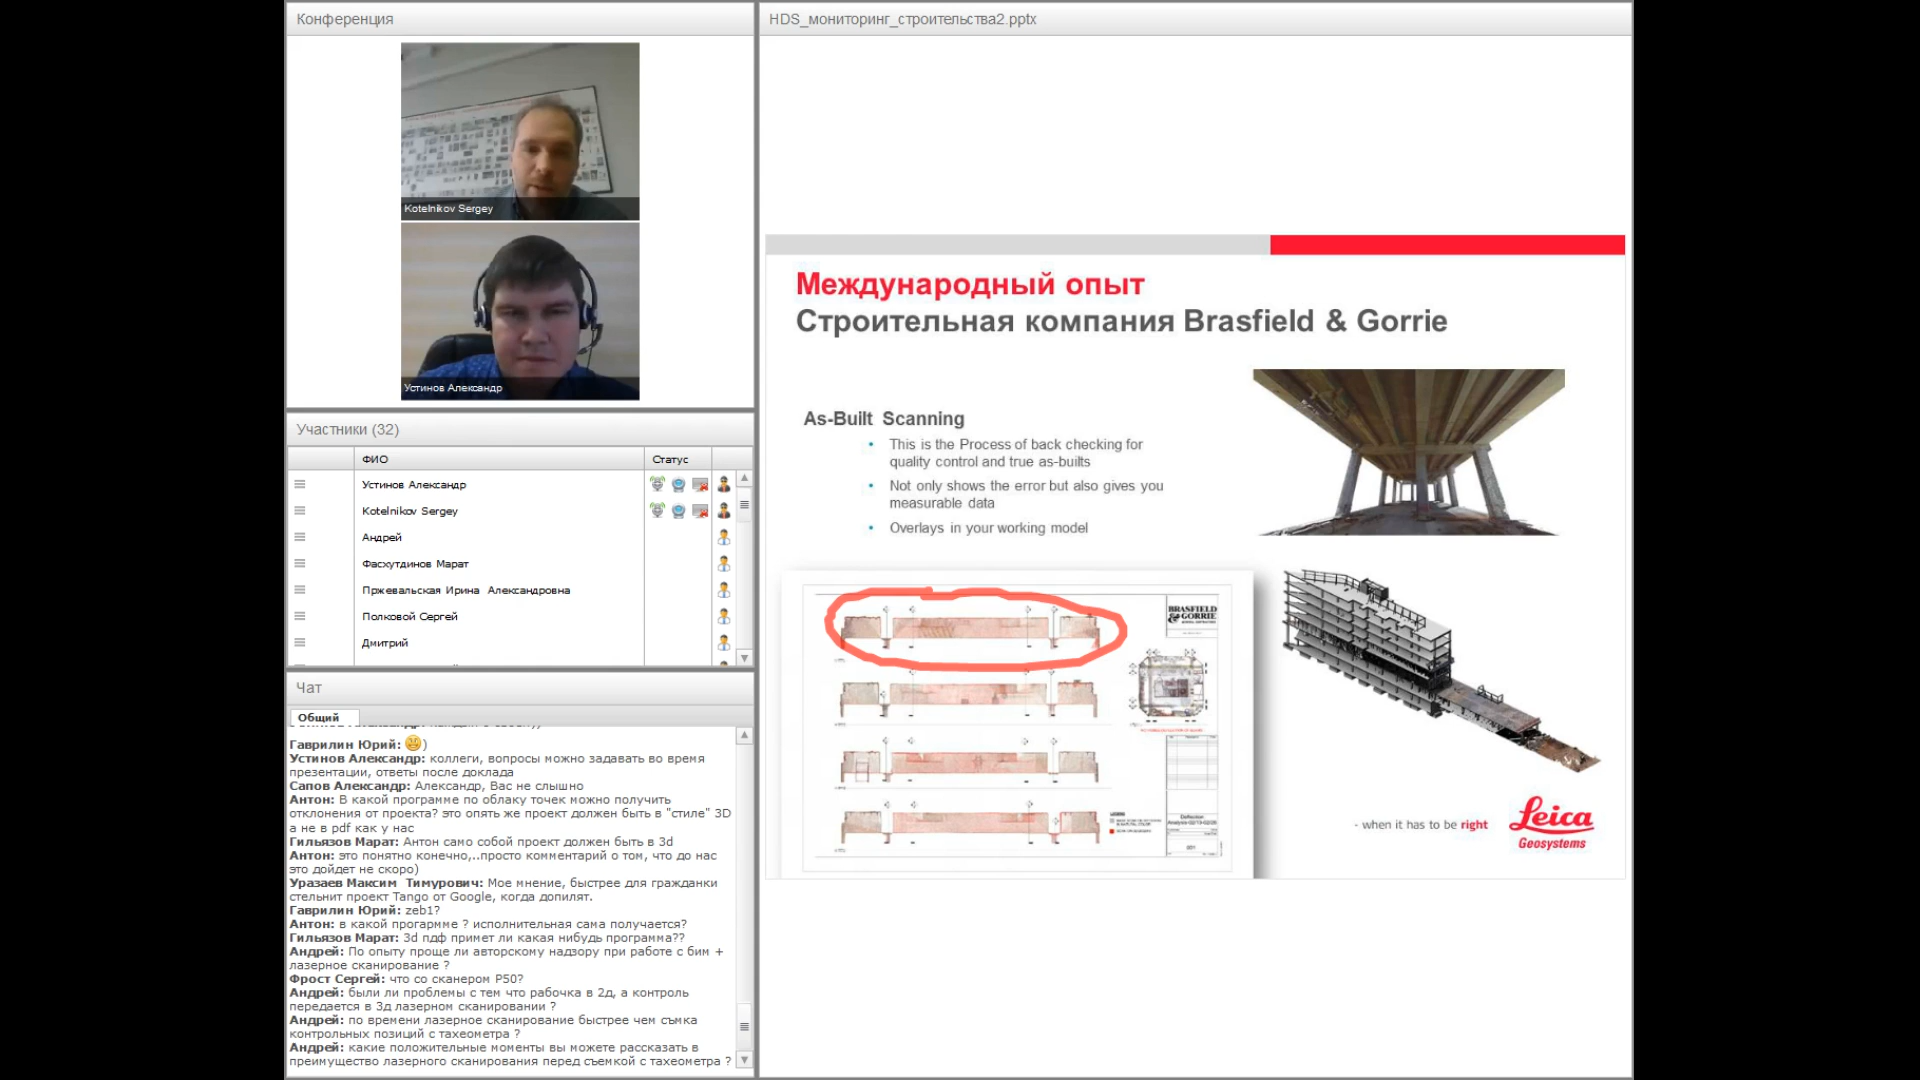 Конференция
Kotelnikov Sergey
Устинов Александр
Участники (32)
ФИО
Статус
Устинов Александр
Kotelnikov Sergey
Андрей
Фасхутдинов Марат
Пржевальская Ирина Александровна
Полковой Сергей
Дмитрий
Чат
Общий
Гаврилин Юрий: )
Устинов Александр: коллеги, вопросы можно задавать во время
презентации, ответы после доклада
Сапов Александр: Александр, Вас не слышно
Антон: В какой программе по облаку точек можно получить
отклонения от проекта? это опять же проект должен быть в "стиле" 3D
а не в pdf как у нас
Гильязов Марат: Антон само собой проект должен быть в 3d
Антон: это понятно конечно,..просто комментарий о том, что до нас
это дойдет не скоро)
Уразаев Максим Тимурович: Мое мнение, быстрее для гражданки
стельнит проект Tango от Google, когда допилят.
Гаврилин Юрий: zeb1?
Антон: в какой прогармме ? исполнительная сама получается?
Гильязов Марат: 3d пдф примет ли какая нибудь программа??
Андрей: По опыту проще ли авторскому надзору при работе с бим +
лазерное сканирование ?
Фрост Сергей: что со сканером P50?
Андрей: были ли проблемы с тем что рабочка в 2д, а контроль
передается в 3д лазерном сканировании ?
Андрей: по времени лазерное сканирование быстрее чем съмка
контрольных позиций с тахеометра ?
Андрей: какие положительные моменты вы можете рассказать в
преимущество лазерного сканирования перед съемкой с тахеометра ?
HDS_мониторинг_строительства2.pptx
Международный опыт
Строительная компания Brasfield & Gorrie
As-Built Scanning
• This is the Process of back checking for
quality control and true as-builts
• Not only shows the error but also gives you
measurable data
• Overlays in your working model
BRASFIELD
& GORRIE
Deflection
- when it has to be right
Leica
Geosystems